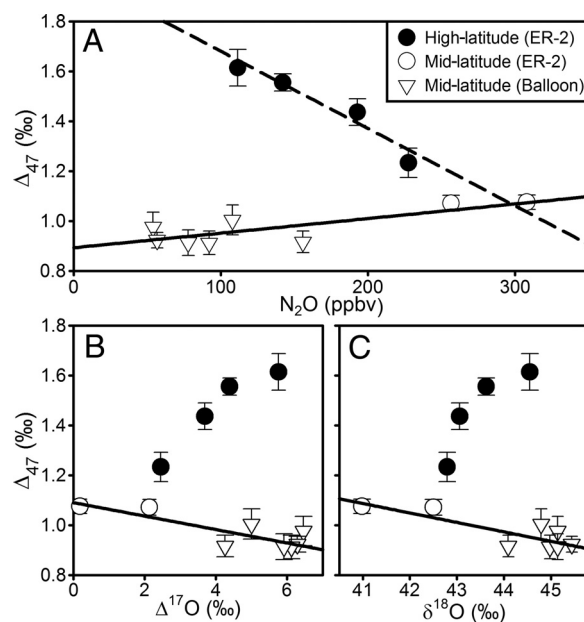 A
High-latitude (ER-2)
Mid-latitude (ER-2)
Mid-latitude (Balloon)
Δ47 (‰)
1.8
1.6
1.4
1.2
1.0
0.8
0
100
200
300
N2O (ppbv)
B
Δ47 (‰)
1.8
1.6
1.4
1.2
1.0
0.8
0
2
4
6
Δ17O (‰)
C
41
42
43
44
45
δ18O (‰)